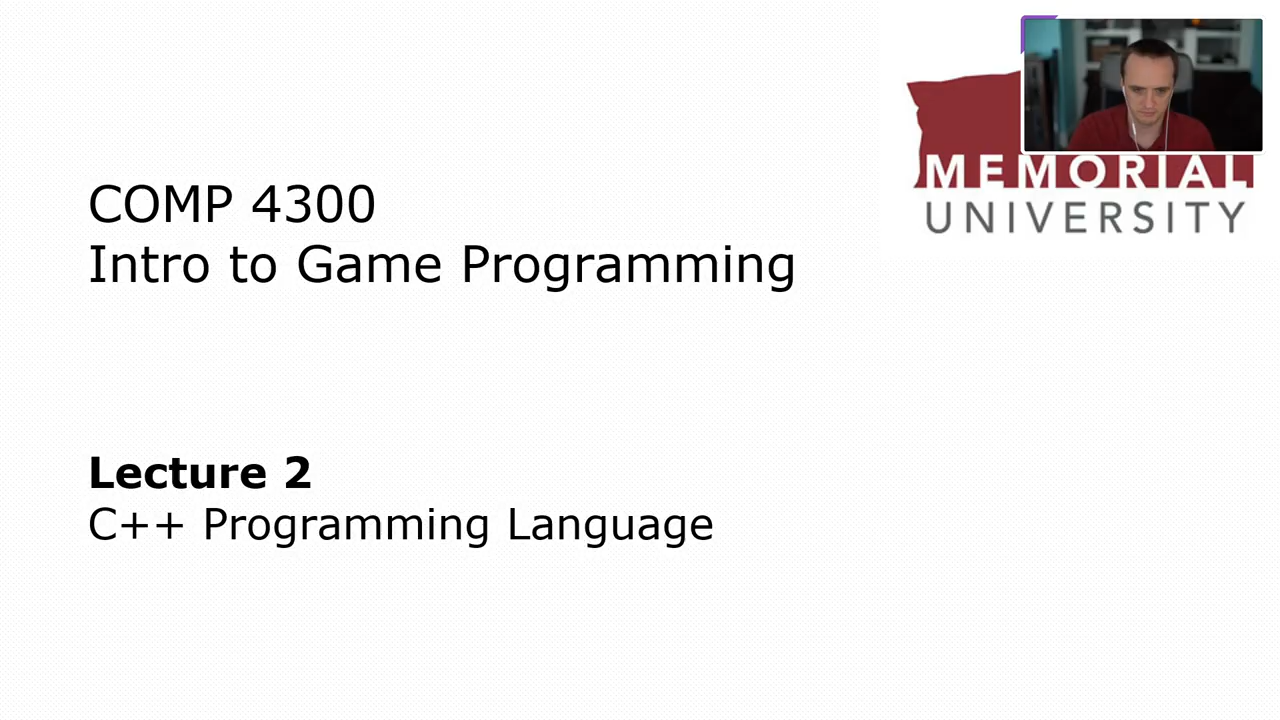 MEMORIAL
UNIVERSITY
COMP 4300
Intro to Game Programming
Lecture 2
C++ Programming Language